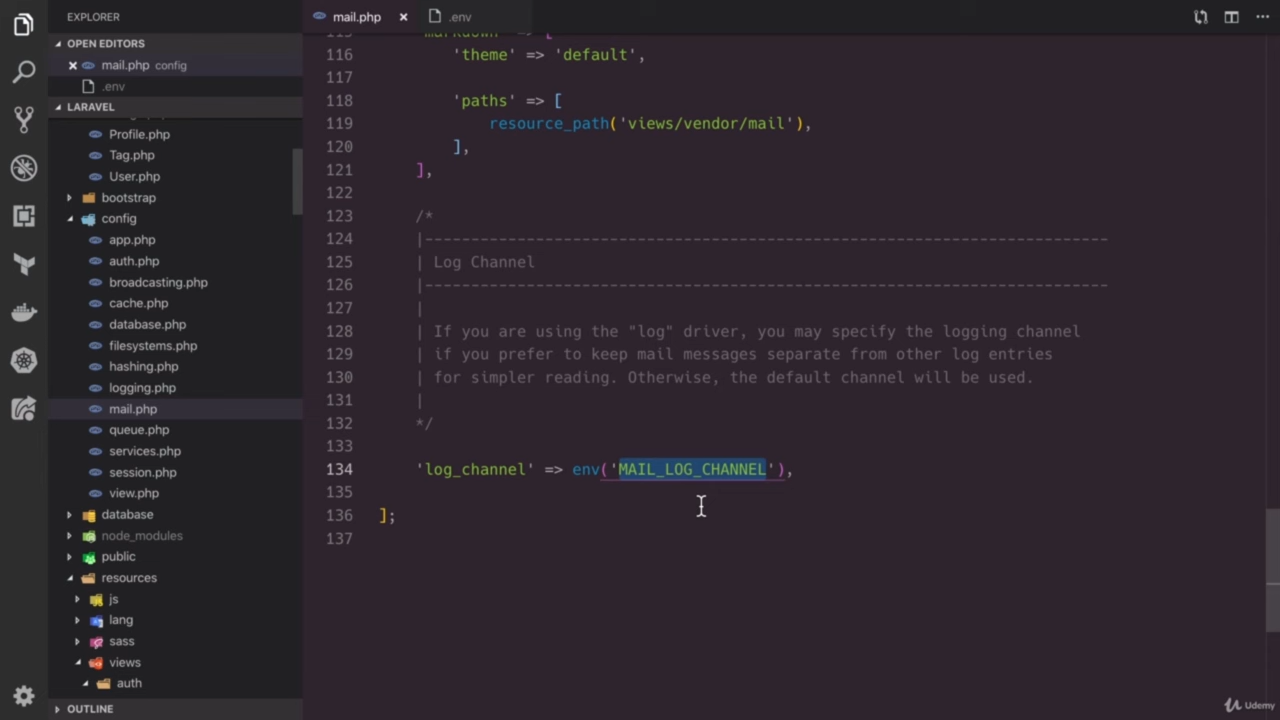 EXPLORER
OPEN EDITORS
mail.php config
.env
LARAVEL
Profile.php
Tag.php
User.php
bootstrap
config
app.php
auth.php
broadcasting.php
cache.php
database.php
filesystems.php
hashing.php
logging.php
mail.php
queue.php
services.php
session.php
view.php
database
node_modules
public
resources
js
lang
sass
views
auth
OUTLINE
mail.php .env
115 'markdown' => [
116 'theme' => 'default',
117
118 'paths' => [
119 resource_path('views/vendor/mail'),
120 ],
121 ],
122
123 /*
124 |--------------------------------------------------------------------------
125 | Log Channel
126 |--------------------------------------------------------------------------
127 |
128 | If you are using the "log" driver, you may specify the logging channel
129 | if you prefer to keep mail messages separate from other log entries
130 | for simpler reading. Otherwise, the default channel will be used.
131 |
132 */
133
134 'log_channel' => env('MAIL_LOG_CHANNEL'),
135
136 ];
137
Udemy